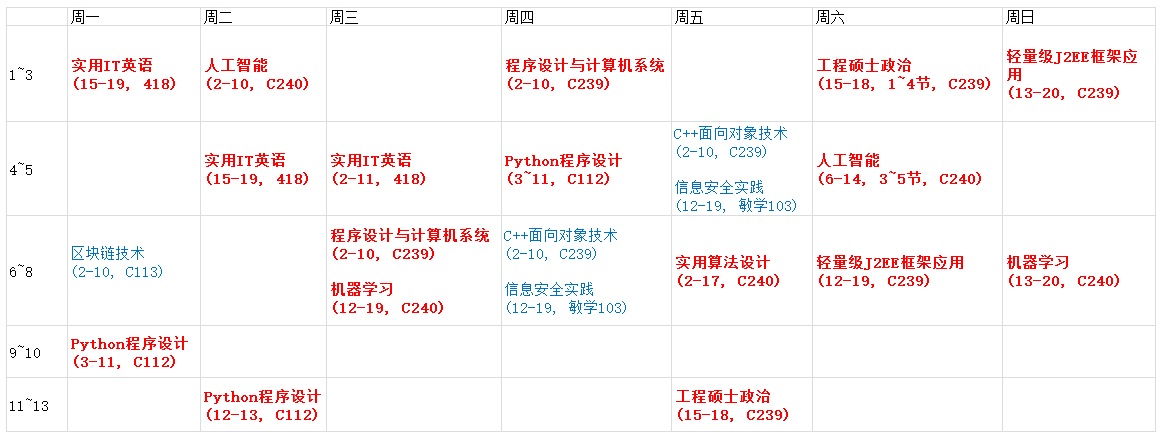 周一
周二
周三
周四
周五
周六
周日
1~3
实用IT英语
(15-19, 418)
人工智能
(2-10, C240)
程序设计与计算机系统
(2-10, C239)
工程硕士政治
(15-18, 1~4节, C239)
轻量级J2EE框架应
用
(13-20, C239)
4~5
实用IT英语
(15-19, 418)
实用IT英语
(2-11, 418)
Python程序设计
(3~11, C112)
C++面向对象技术
(2-10, C239)
信息安全实践
(12-19, 敏学103)
人工智能
(6-14, 3~5节, C240)
6~8
区块链技术
(2-10, C113)
程序设计与计算机系统
(2-10, C239)
机器学习
(12-19, C240)
C++面向对象技术
(2-10, C239)
信息安全实践
(12-19, 敏学103)
实用算法设计
(2-17, C240)
轻量级J2EE框架应用
(12-19, C239)
机器学习
(13-20, C240)
9~10
Python程序设计
(3-11, C112)
11~13
Python程序设计
(12-13, C112)
工程硕士政治
(15-18, C239)